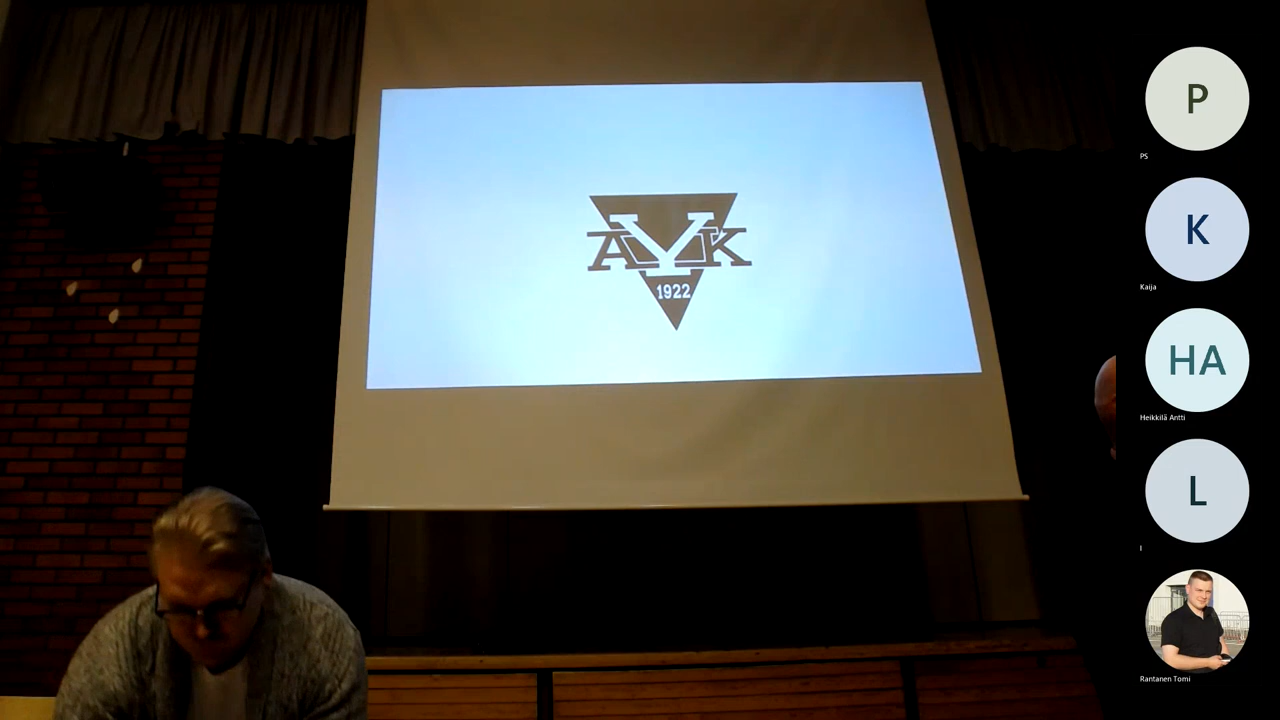 AYK
1922
P
PS
K
Kaija
HA
Heikkilä Antti
L
l
Rantanen Tomi